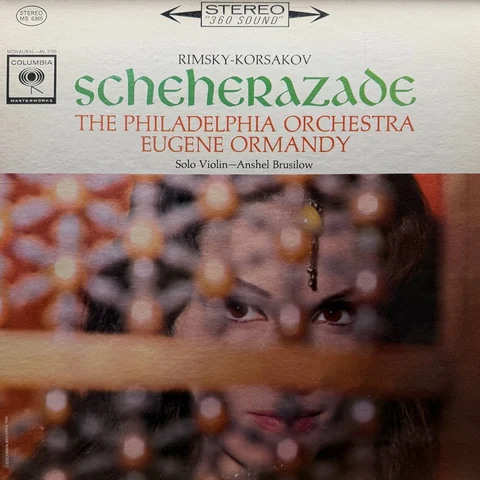 STEREO
"360 SOUND"
STEREO
MS 6365
MONAURAL—ML 5765
COLUMBIA
MASTERWORKS
RIMSKY-KORSAKOV
scheherazade
THE PHILADELPHIA ORCHESTRA
EUGENE ORMANDY
Solo Violin—Anshel Brusilow